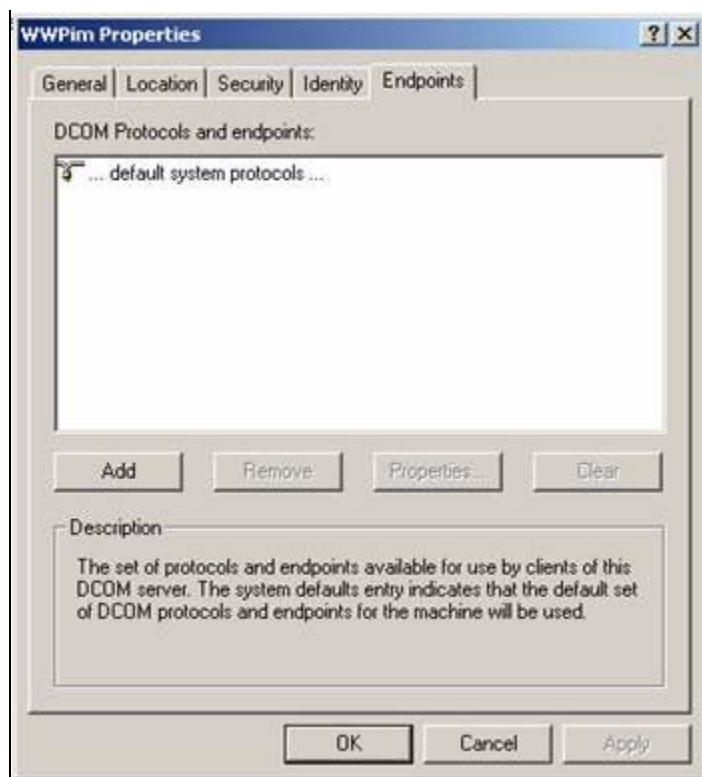 WWPim Properties
General Location Security Identity Endpoints
DCOM Protocols and endpoints:
... default system protocols ...
Add Remove Properties... Clear
Description
The set of protocols and endpoints available for use by clients of this
DCOM server. The system defaults entry indicates that the default set
of DCOM protocols and endpoints for the machine will be used.
OK Cancel Apply